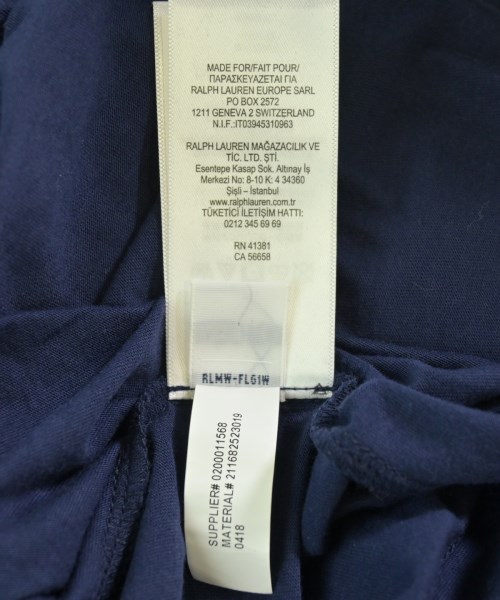 MADE FOR/FAIT POUR/
ΠΑΡΑΣΚΕΥΑΖΕΤΑΙ ΓΙΑ
RALPH LAUREN EUROPE SARL
PO BOX 2572
1211 GENEVA 2 SWITZERLAND
N.I.F.:IT03945310963
RALPH LAUREN MAĞAZACILIK VE
TİC. LTD. ŞTİ.
Esentepe Kasap Sok. Altınay İş
Merkezi No: 8-10 K: 4 34360
Şişli – İstanbul
www.ralphlauren.com.tr
TÜKETİCİ İLETİŞİM HATTI:
0212 345 69 69
RN 41381
CA 56658
RLMW-FLG1W
SUPPLIER# 0200011568
MATERIAL# 211682523019
0418